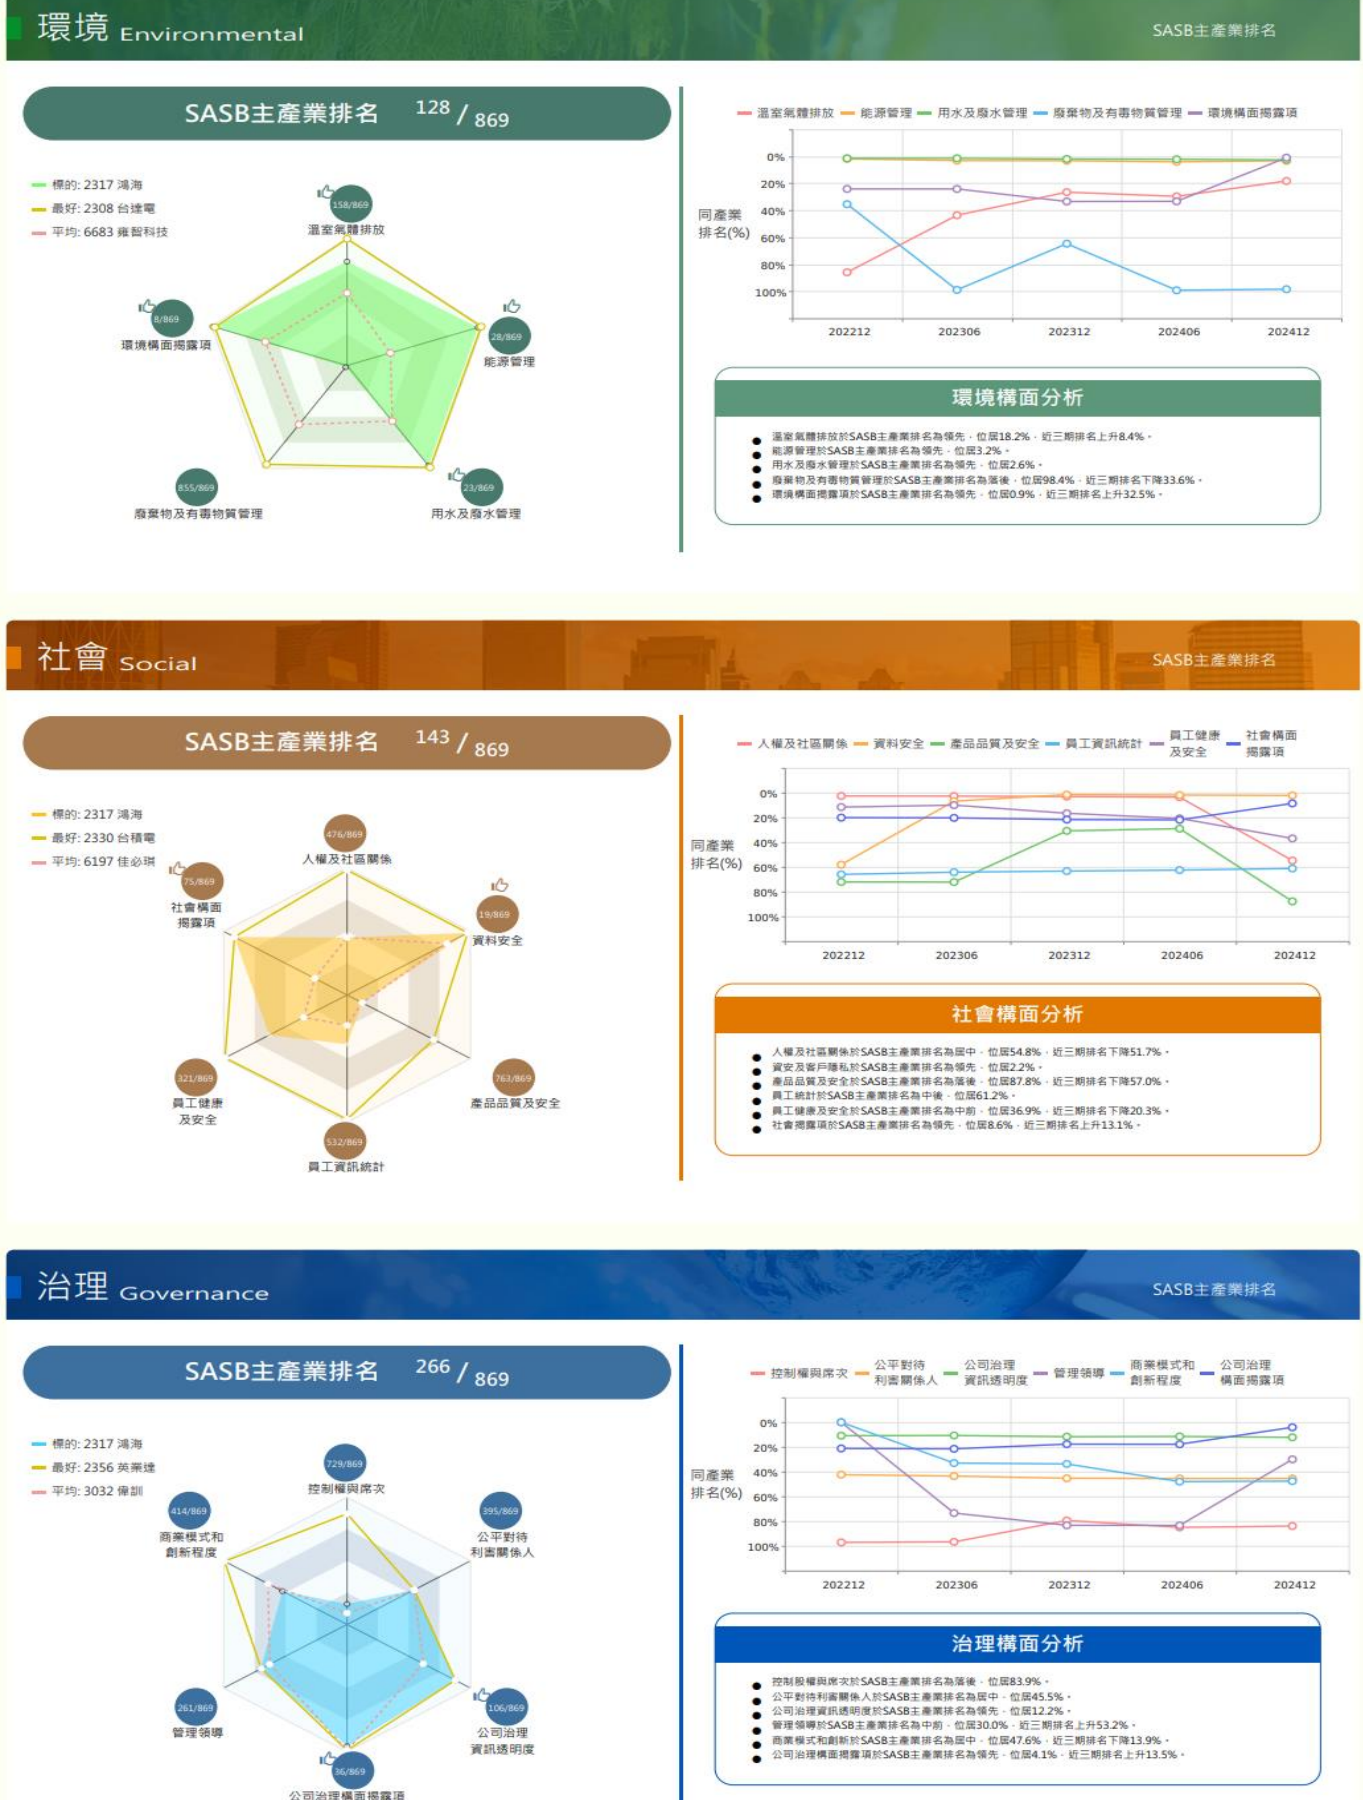 環境 Environmental
SASB主產業排名
SASB主產業排名 128 / 869
標的: 2317 鴻海
最好: 2308 台達電
平均: 6683 雍智科技
158/869
溫室氣體排放
28/869
能源管理
23/869
用水及廢水管理
855/869
廢棄物及有毒物質管理
8/869
環境構面揭露項
溫室氣體排放 能源管理 用水及廢水管理 廢棄物及有毒物質管理 環境構面揭露項
同產業
排名(%)
0%
20%
40%
60%
80%
100%
202212 202306 202312 202406 202412
環境構面分析
溫室氣體排放於SASB主產業排名為領先，位居18.2%，近三期排名上升8.4%。
能源管理於SASB主產業排名為領先，位居3.2%。
用水及廢水管理於SASB主產業排名為領先，位居2.6%。
廢棄物及有毒物質管理於SASB主產業排名為落後，位居98.4%，近三期排名下降33.6%。
環境構面揭露項於SASB主產業排名為領先，位居0.9%，近三期排名上升32.5%。
社會 Social
SASB主產業排名
SASB主產業排名 143 / 869
標的: 2317 鴻海
最好: 2330 台積電
平均: 6197 佳必琪
476/869
人權及社區關係
19/869
資料安全
763/869
產品品質及安全
532/869
員工資訊統計
321/869
員工健康
及安全
75/869
社會構面
揭露項
人權及社區關係 資料安全 產品品質及安全 員工資訊統計 員工健康
及安全 社會構面
揭露項
同產業
排名(%)
0%
20%
40%
60%
80%
100%
202212 202306 202312 202406 202412
社會構面分析
人權及社區關係於SASB主產業排名為居中，位居54.8%，近三期排名下降51.7%。
資安及客戶隱私於SASB主產業排名為領先，位居2.2%。
產品品質及安全於SASB主產業排名為落後，位居87.8%，近三期排名下降57.0%。
員工統計於SASB主產業排名為中後，位居61.2%。
員工健康及安全於SASB主產業排名為中前，位居36.9%，近三期排名下降20.3%。
社會揭露項於SASB主產業排名為領先，位居8.6%，近三期排名上升13.1%。
治理 Governance
SASB主產業排名
SASB主產業排名 266 / 869
標的: 2317 鴻海
最好: 2356 英業達
平均: 3032 偉訓
729/869
控制權與席次
395/869
公平對待
利害關係人
106/869
公司治理
資訊透明度
36/869
公司治理構面揭露項
261/869
管理領導
414/869
商業模式和
創新程度
控制權與席次 公平對待
利害關係人 公司治理
資訊透明度 管理領導 商業模式和
創新程度 公司治理
構面揭露項
同產業
排名(%)
0%
20%
40%
60%
80%
100%
202212 202306 202312 202406 202412
治理構面分析
控制股權與席次於SASB主產業排名為落後，位居83.9%。
公平對待利害關係人於SASB主產業排名為居中，位居45.5%。
公司治理資訊透明度於SASB主產業排名為領先，位居12.2%。
管理領導於SASB主產業排名為中前，位居30.0%，近三期排名上升53.2%。
商業模式和創新於SASB主產業排名為居中，位居47.6%，近三期排名下降13.9%。
公司治理構面揭露項於SASB主產業排名為領先，位居4.1%，近三期排名上升13.5%。